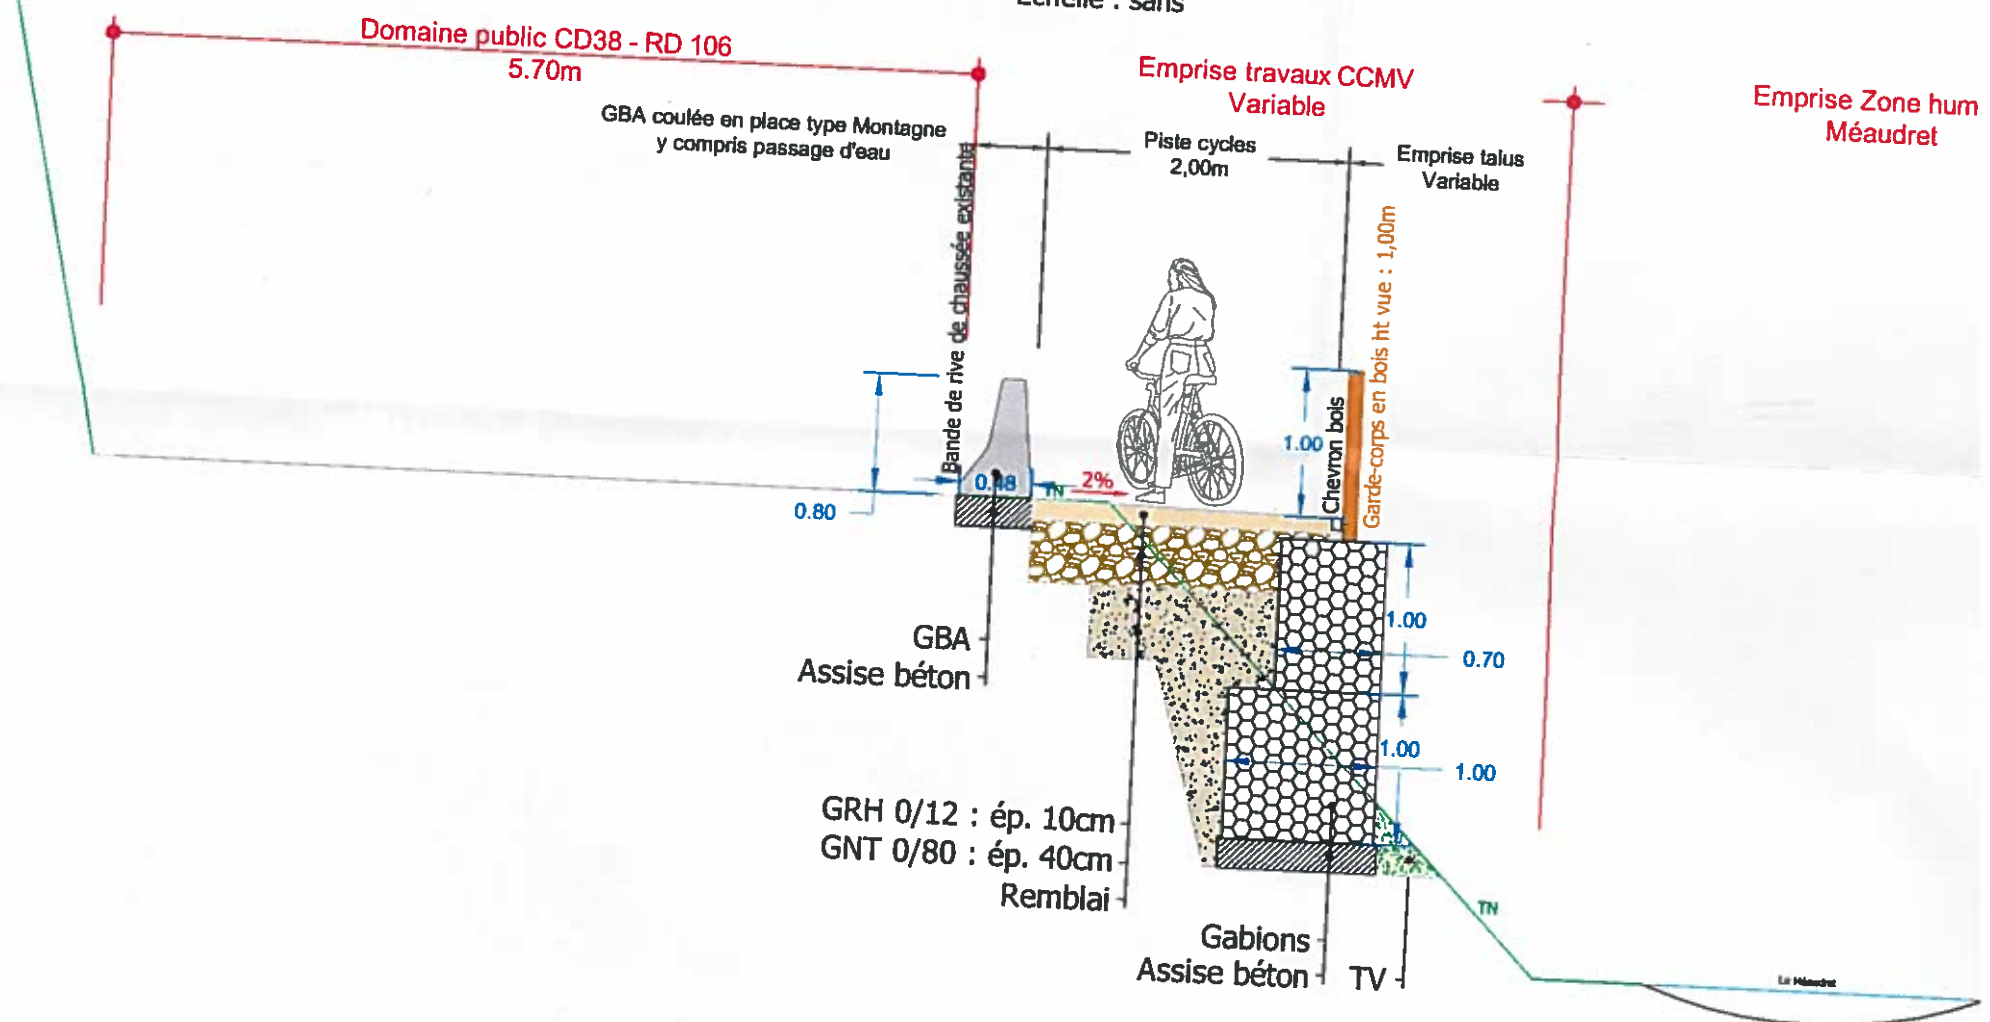 Echelle : sans
Domaine public CD38 - RD 106
5.70m
Emprise travaux CCMV
Variable
Emprise Zone hum
Méaudret
GBA coulée en place type Montagne
y compris passage d'eau
Piste cycles
2,00m
Emprise talus
Variable
Bande de rive de chaussée existante
Garde-corps en bois ht vue : 1,00m
Chevron bois
1.00
0.80
0.48
TN
2%
GBA
Assise béton
1.00
0.70
1.00
1.00
GRH 0/12 : ép. 10cm
GNT 0/80 : ép. 40cm
Remblai
Gabions
Assise béton
TV
TN
Le Méaudret